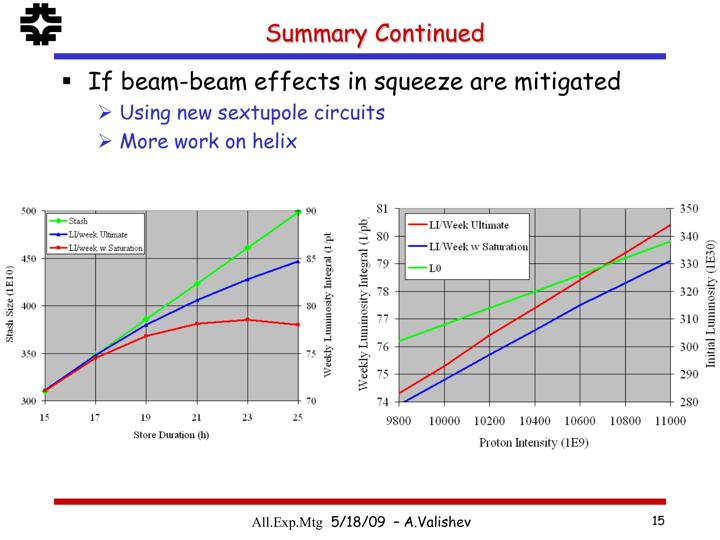 Summary Continued
▪ If beam-beam effects in squeeze are mitigated
➢ Using new sextupole circuits
➢ More work on helix
Stash Size (1E10)
500
450
400
350
300
Stash
LI/week Ultimate
LI/week w Saturation
90
85
80
75
70
Weekly Luminosity Integral (1/pb
15 17 19 21 23 25
Store Duration (h)
Weekly Luminosity Integral (1/pb)
81
80
79
78
77
76
75
74
LI/Week Ultimate
LI/Week w Saturation
L0
350
340
330
320
310
300
290
280
Initial Luminosity (1E30)
9800 10000 10200 10400 10600 10800 11000
Proton Intensity (1E9)
All.Exp.Mtg 5/18/09 – A.Valishev
15